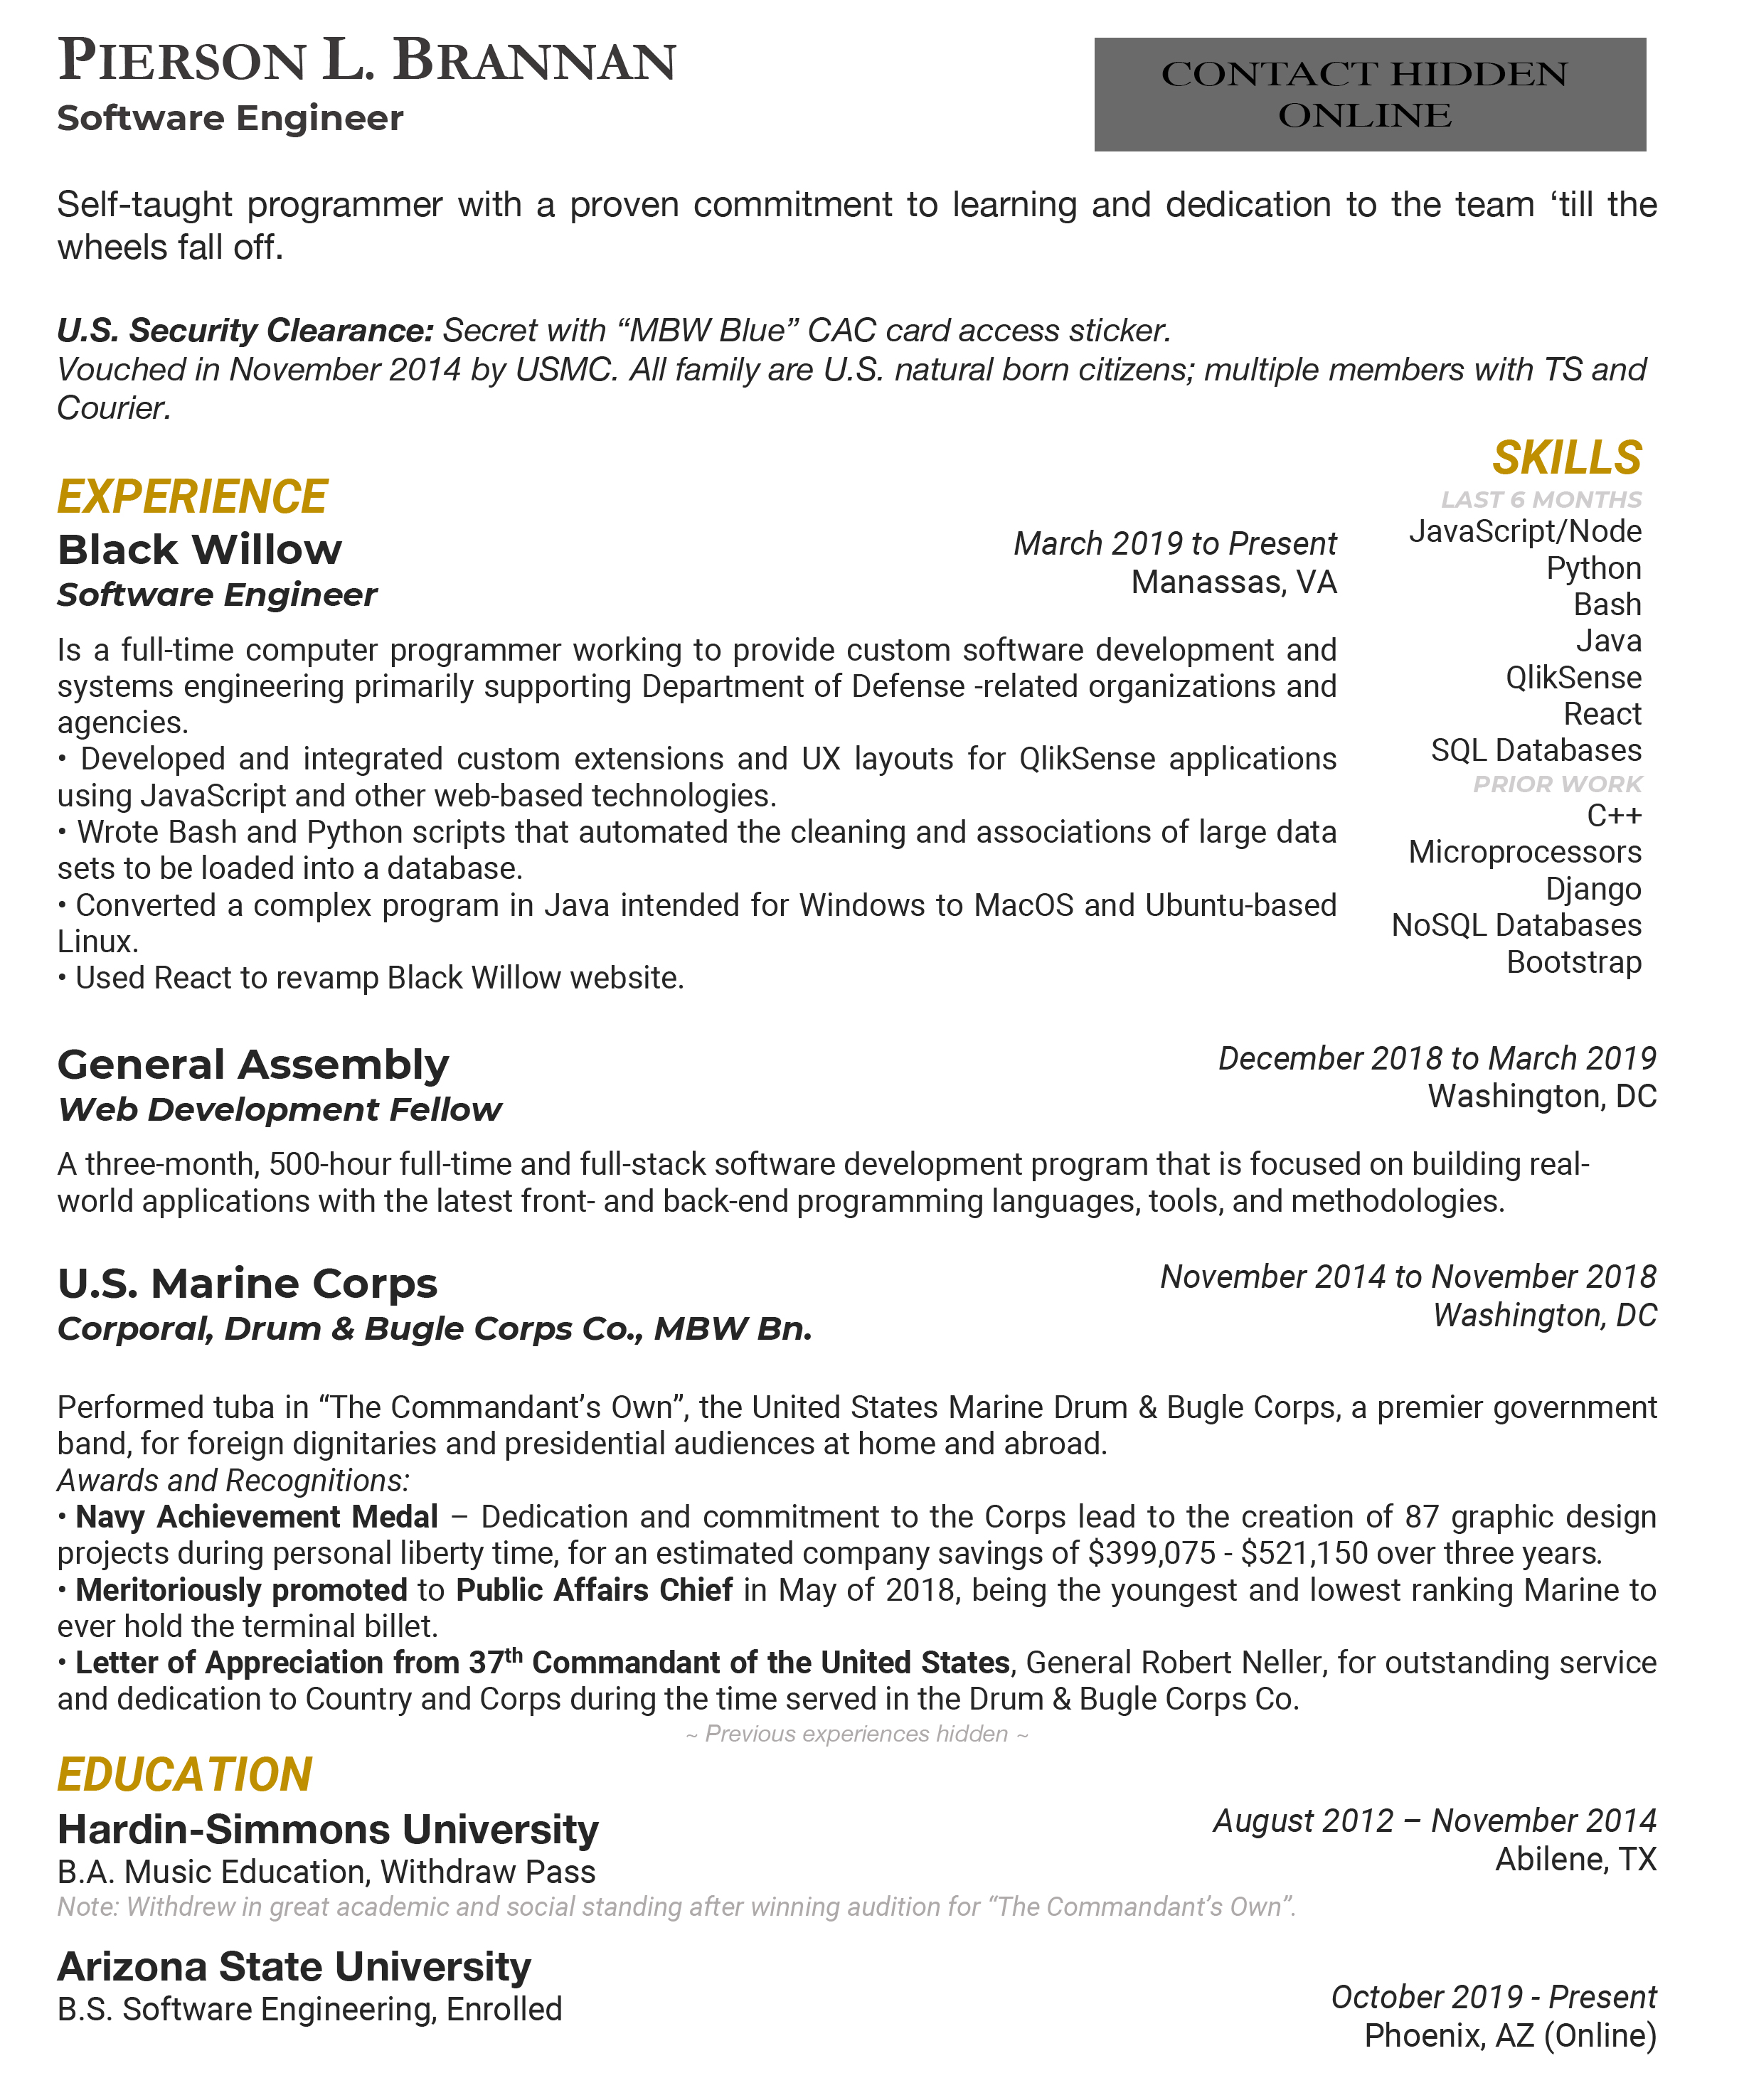 PIERSON L. BRANNAN
Software Engineer
CONTACT HIDDEN
ONLINE
Self-taught programmer with a proven commitment to learning and dedication to the team ‘till the
wheels fall off.
U.S. Security Clearance: Secret with “MBW Blue” CAC card access sticker.
Vouched in November 2014 by USMC. All family are U.S. natural born citizens; multiple members with TS and
Courier.
EXPERIENCE
Black Willow
Software Engineer
March 2019 to Present
Manassas, VA
Is a full-time computer programmer working to provide custom software development and
systems engineering primarily supporting Department of Defense -related organizations and
agencies.
• Developed and integrated custom extensions and UX layouts for QlikSense applications
using JavaScript and other web-based technologies.
• Wrote Bash and Python scripts that automated the cleaning and associations of large data
sets to be loaded into a database.
• Converted a complex program in Java intended for Windows to MacOS and Ubuntu-based
Linux.
• Used React to revamp Black Willow website.
SKILLS
LAST 6 MONTHS
JavaScript/Node
Python
Bash
Java
QlikSense
React
SQL Databases
PRIOR WORK
C++
Microprocessors
Django
NoSQL Databases
Bootstrap
General Assembly
Web Development Fellow
December 2018 to March 2019
Washington, DC
A three-month, 500-hour full-time and full-stack software development program that is focused on building real-
world applications with the latest front- and back-end programming languages, tools, and methodologies.
U.S. Marine Corps
Corporal, Drum & Bugle Corps Co., MBW Bn.
November 2014 to November 2018
Washington, DC
Performed tuba in “The Commandant’s Own”, the United States Marine Drum & Bugle Corps, a premier government
band, for foreign dignitaries and presidential audiences at home and abroad.
Awards and Recognitions:
• Navy Achievement Medal – Dedication and commitment to the Corps lead to the creation of 87 graphic design
projects during personal liberty time, for an estimated company savings of $399,075 - $521,150 over three years.
• Meritoriously promoted to Public Affairs Chief in May of 2018, being the youngest and lowest ranking Marine to
ever hold the terminal billet.
• Letter of Appreciation from 37th Commandant of the United States, General Robert Neller, for outstanding service
and dedication to Country and Corps during the time served in the Drum & Bugle Corps Co.
~ Previous experiences hidden ~
EDUCATION
Hardin-Simmons University
B.A. Music Education, Withdraw Pass
August 2012 – November 2014
Abilene, TX
Note: Withdrew in great academic and social standing after winning audition for “The Commandant’s Own”.
Arizona State University
B.S. Software Engineering, Enrolled
October 2019 - Present
Phoenix, AZ (Online)